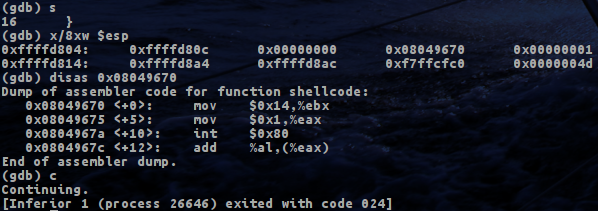 (gdb) s
16 }
(gdb) x/8xw $esp
0xffffd804: 0xffffd80c 0x00000000 0x08049670 0x00000001
0xffffd814: 0xffffd8a4 0xffffd8ac 0xf7ffcfc0 0x0000004d
(gdb) disas 0x08049670
Dump of assembler code for function shellcode:
0x08049670 <+0>: mov $0x14,%ebx
0x08049675 <+5>: mov $0x1,%eax
0x0804967a <+10>: int $0x80
0x0804967c <+12>: add %al,(%eax)
End of assembler dump.
(gdb) c
Continuing.
[Inferior 1 (process 26646) exited with code 024]